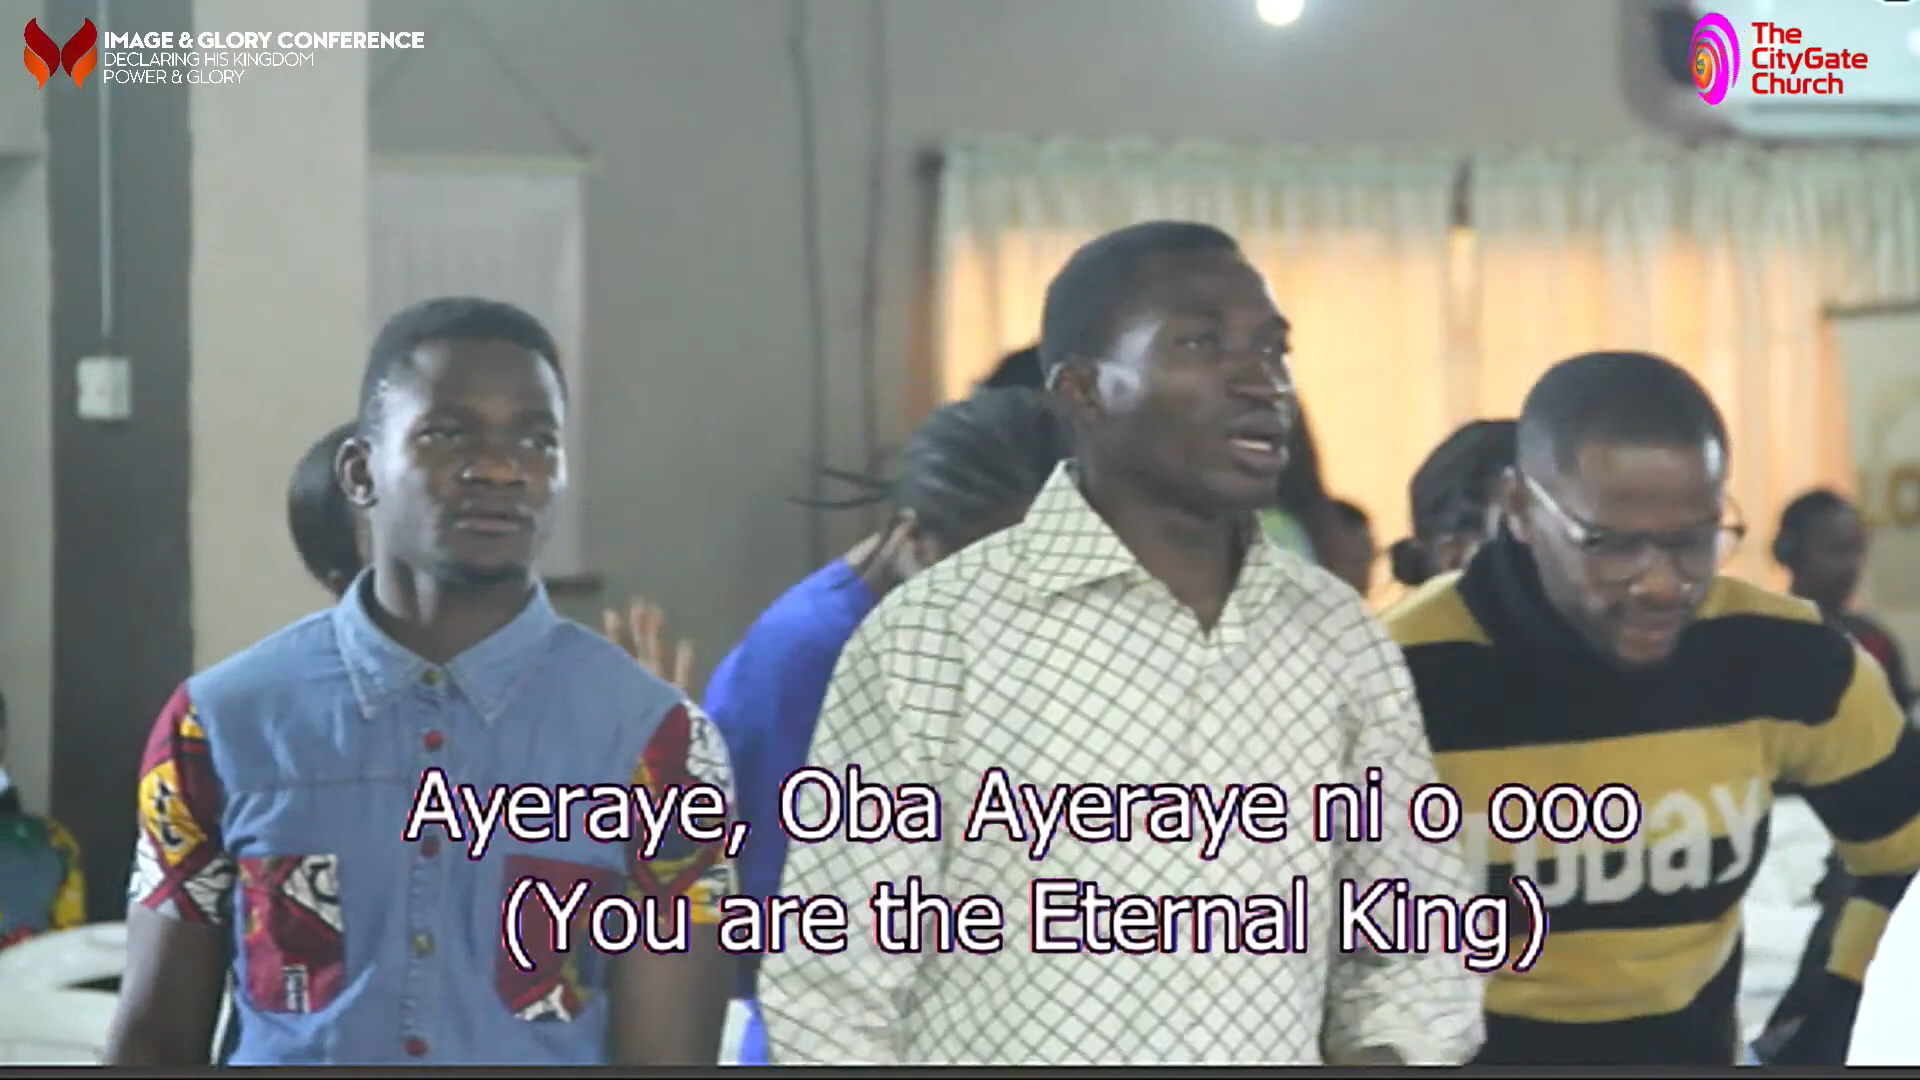 IMAGE & GLORY CONFERENCE
DECLARING HIS KINGDOM
POWER & GLORY
The
CityGate
Church
Ayeraye, Oba Ayeraye ni o ooo
(You are the Eternal King)
TODAY